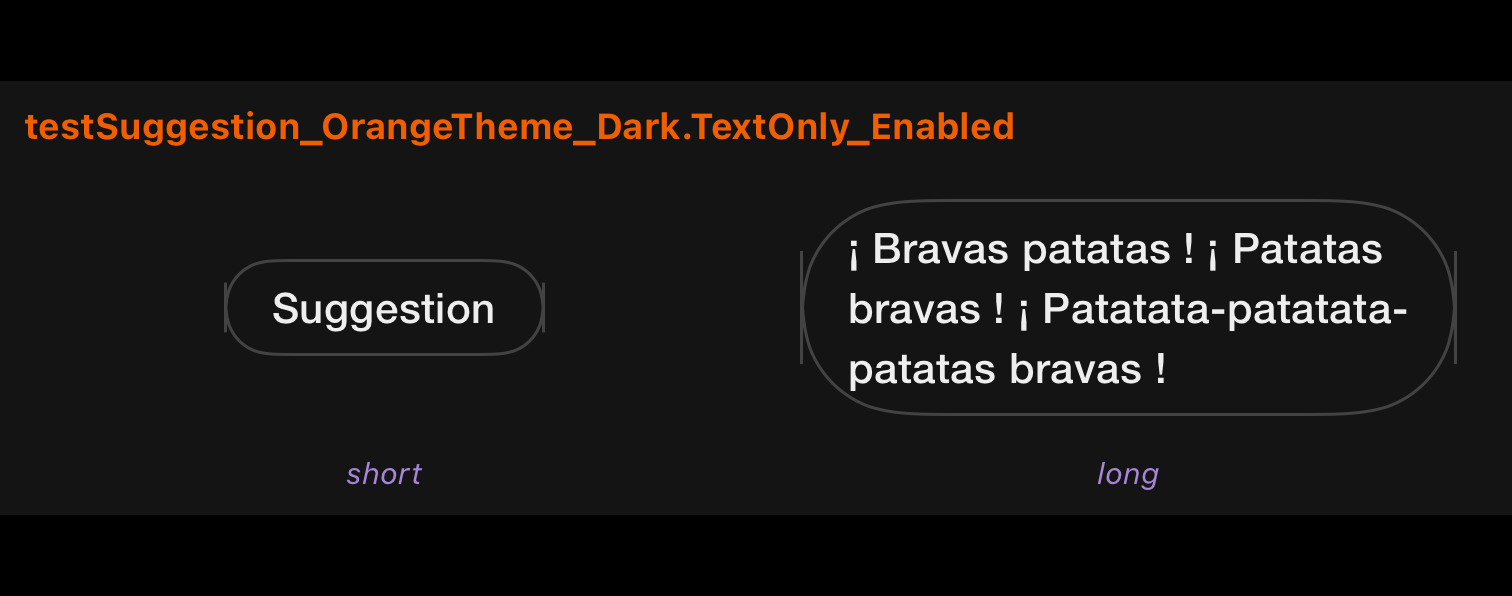 testSuggestion_OrangeTheme_Dark.TextOnly_Enabled
Suggestion
¡ Bravas patatas ! ¡ Patatas
bravas ! ¡ Patatata-patatata-
patatas bravas !
short
long